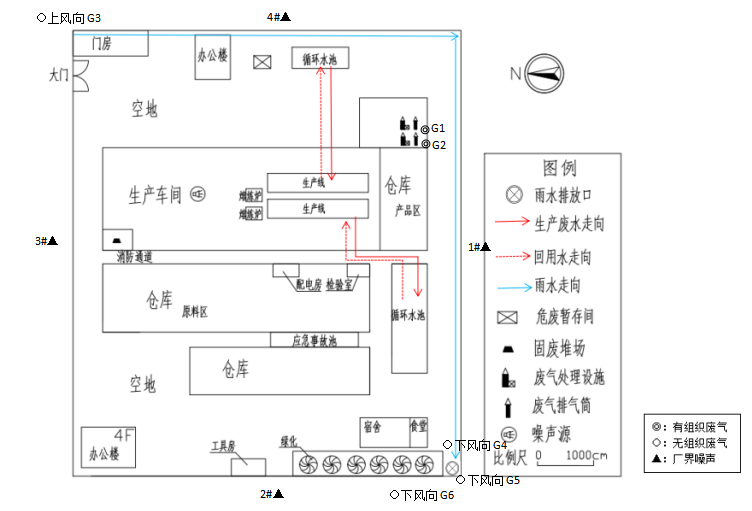 上风向 G3
4#
门房
办公楼
循环水池
大门
空地
N
G1
G2
生产车间
生产线
熔炼炉
生产线
熔炼炉
仓库
产品区
3#
1#
消防通道
仓库
原料区
配电房
检验室
循环水池
应急事故池
仓库
空地
4F
办公楼
工具房
绿化
宿舍
食堂
下风向 G4
下风向 G5
下风向 G6
2#
图例
雨水排放口
生产废水走向
回用水走向
雨水走向
危废暂存间
固废堆场
废气处理设施
废气排气筒
噪声源
比例尺 0 1000cm
:有组织废气
:无组织废气
:厂界噪声